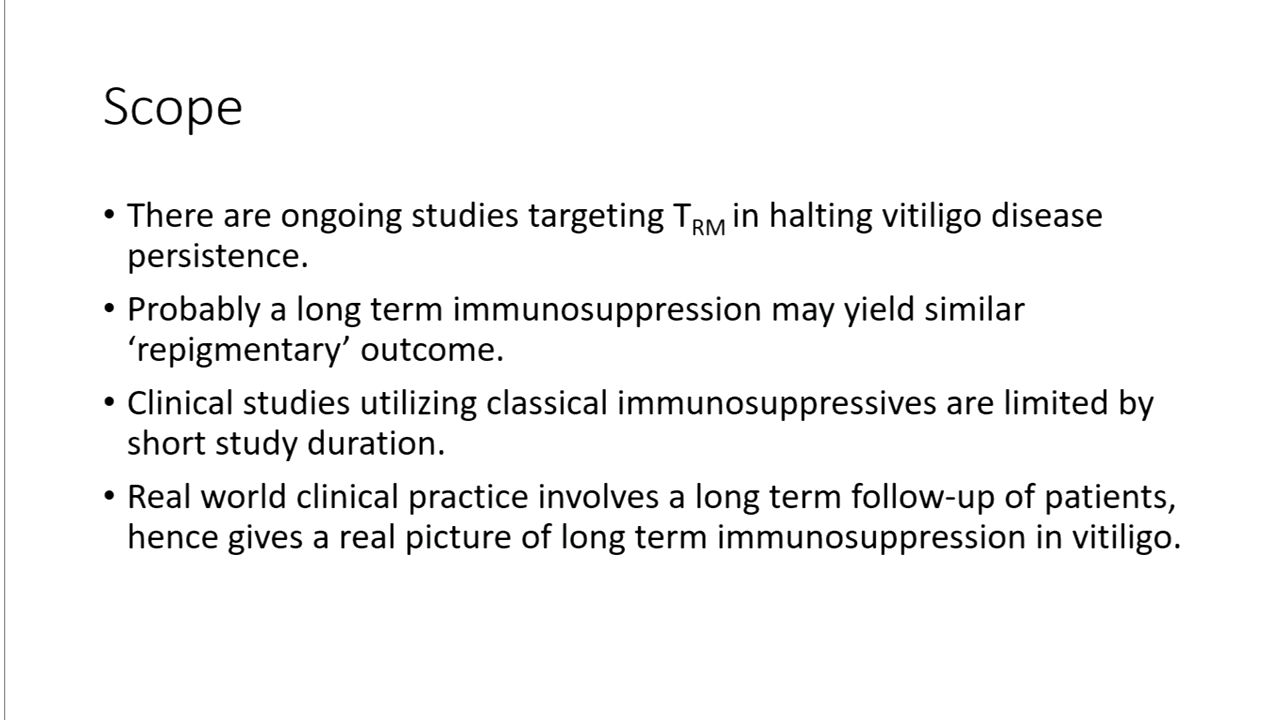 Scope
• There are ongoing studies targeting TRM in halting vitiligo disease
persistence.
• Probably a long term immunosuppression may yield similar
‘repigmentary’ outcome.
• Clinical studies utilizing classical immunosuppressives are limited by
short study duration.
• Real world clinical practice involves a long term follow-up of patients,
hence gives a real picture of long term immunosuppression in vitiligo.